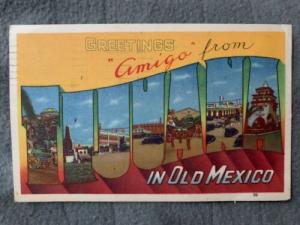 GREETINGS
"amigo" from
TIJUANA
IN OLD MEXICO